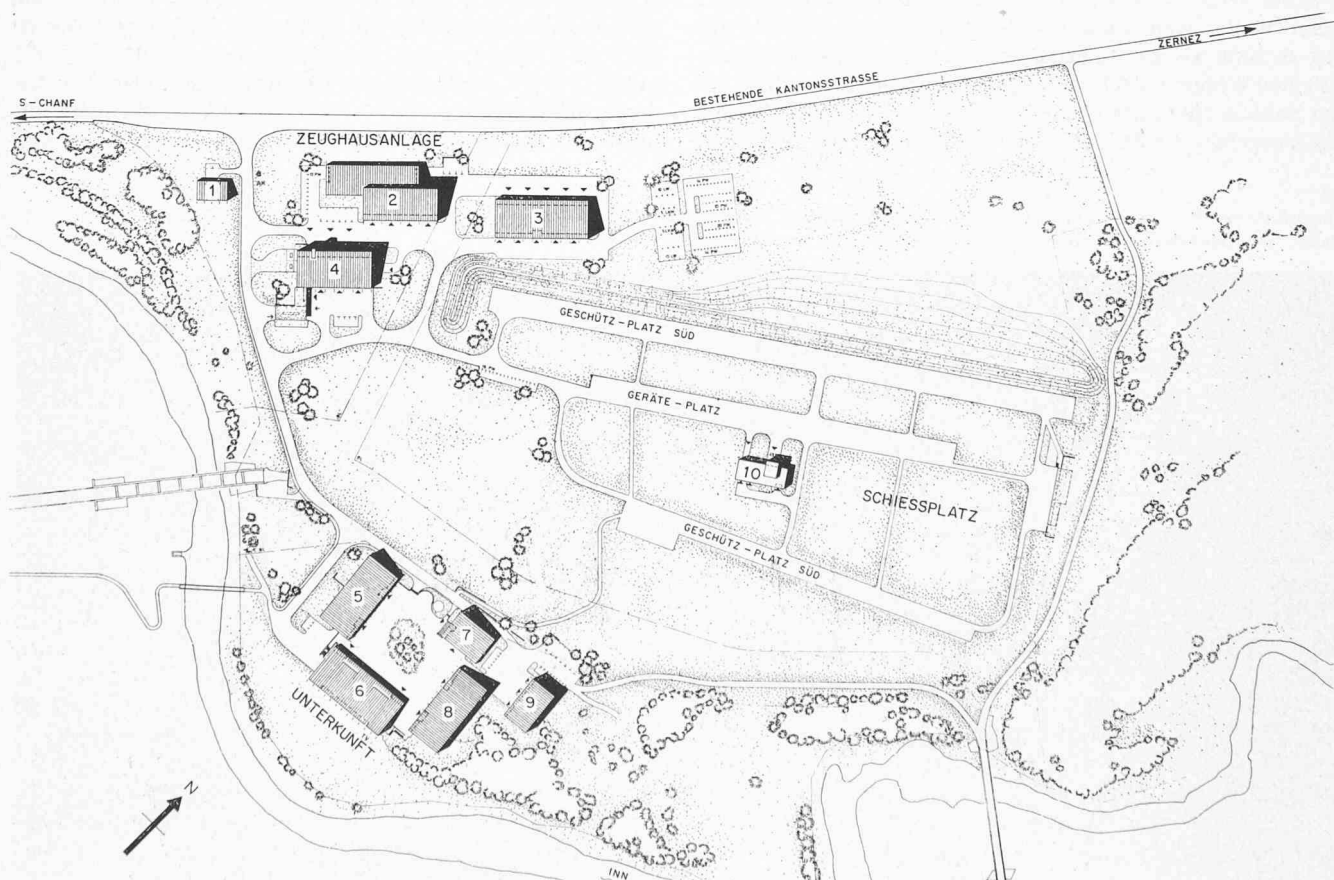 ZERNEZ
S-CHANF
BESTEHENDE KANTONSSTRASSE
ZEUGHAUSANLAGE
1
2
3
4
GESCHÜTZ-PLATZ SÜD
GERÄTE-PLATZ
10
SCHIESSPLATZ
GESCHÜTZ-PLATZ SÜD
5
7
6
8
9
UNTERKUNFT
N
INN